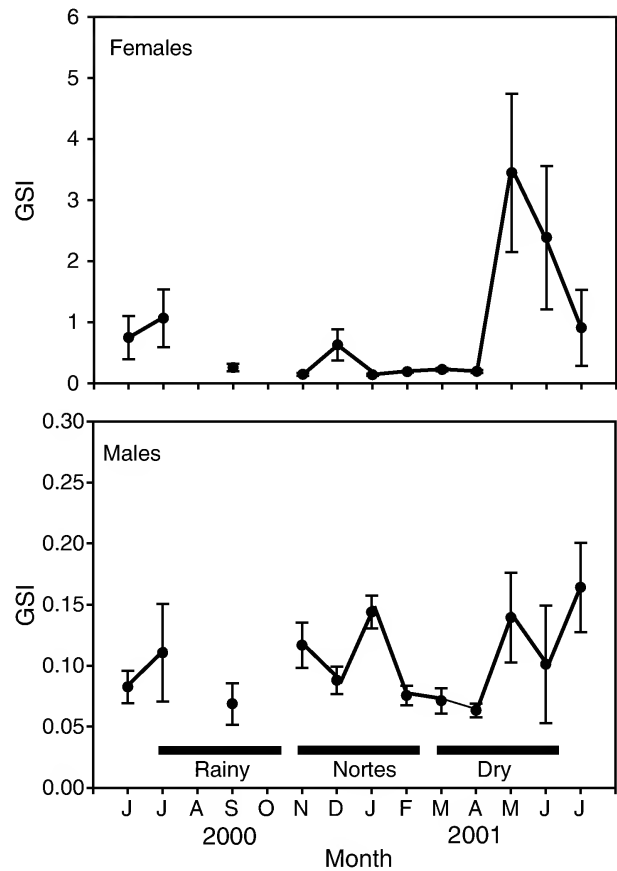 6
Females
5
4
3
2
1
0
GSI
0.30
Males
0.25
0.20
0.15
0.10
0.05
0.00
GSI
Rainy Nortes Dry
J J A S O N D J F M A M J J
2000 2001
Month